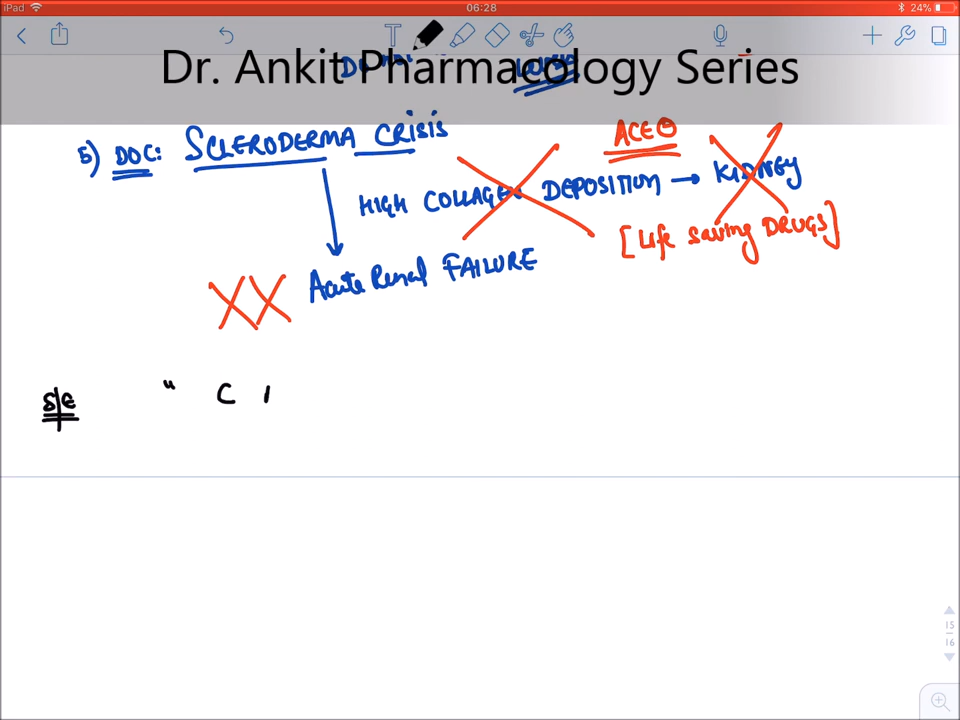 iPad 06:28 24%
Dr. Ankit Pharmacology Series
5) DOC: SCLERODERMA CRISIS ACE⊖
HIGH COLLAGEN DEPOSITION → KIDNEY
[Life saving DRUGS]
XX Acute Renal FAILURE
S/E " C
15
16